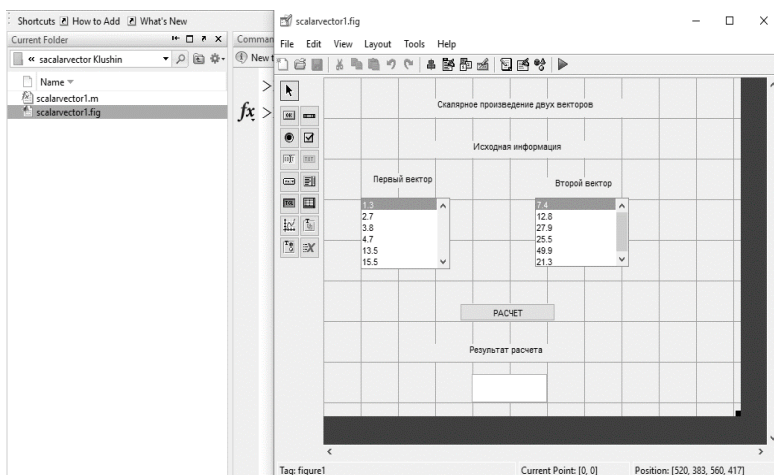 Shortcuts How to Add What's New
Current Folder
« sacalarvector Klushin
Name
scalarvector1.m
scalarvector1.fig
Comman
New t
fx >
scalarvector1.fig
File Edit View Layout Tools Help
Скалярное произведение двух векторов
Исходная информация
Первый вектор
Второй вектор
1.3
2.7
3.8
4.7
13.5
15.5
7.4
12.8
27.9
25.5
49.9
21.3
РАСЧЕТ
Результат расчета
Tag: figure1
Current Point: [0, 0]
Position: [520, 383, 560, 417]